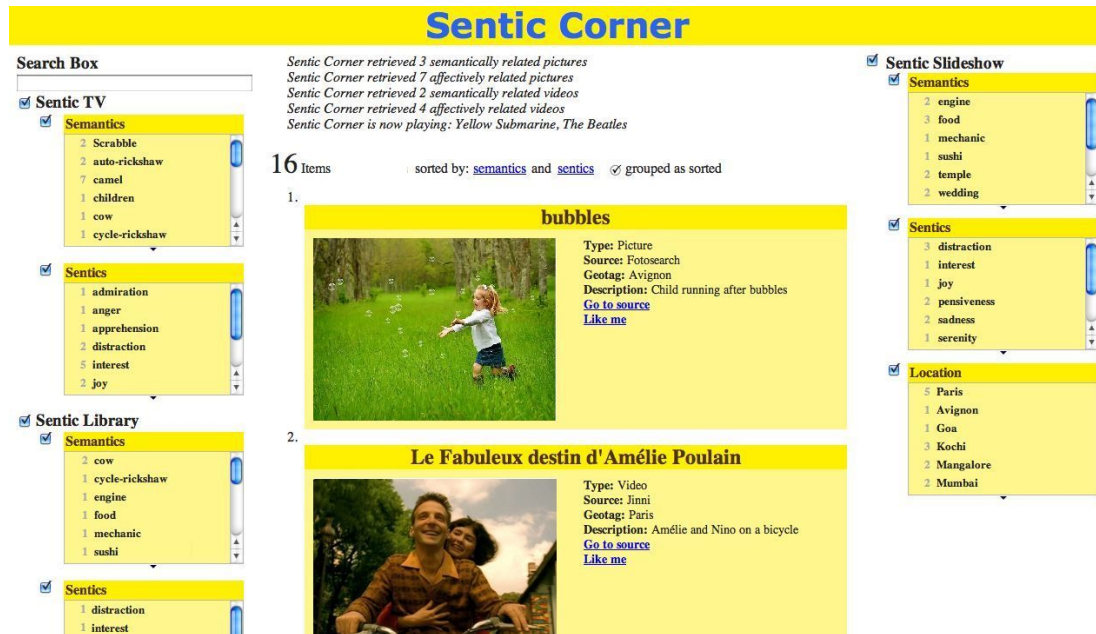 Sentic Corner
Search Box
Sentic TV
Semantics
2 Scrabble
2 auto-rickshaw
7 camel
1 children
1 cow
1 cycle-rickshaw
Sentics
1 admiration
1 anger
1 apprehension
2 distraction
5 interest
2 joy
Sentic Library
Semantics
2 cow
1 cycle-rickshaw
1 engine
1 food
1 mechanic
1 sushi
Sentics
1 distraction
1 interest
Sentic Corner retrieved 3 semantically related pictures
Sentic Corner retrieved 7 affectively related pictures
Sentic Corner retrieved 2 semantically related videos
Sentic Corner retrieved 4 affectively related videos
Sentic Corner is now playing: Yellow Submarine, The Beatles
16 Items sorted by: semantics and sentics grouped as sorted
1.
bubbles
Type: Picture
Source: Fotosearch
Geotag: Avignon
Description: Child running after bubbles
Go to source
Like me
2.
Le Fabuleux destin d'Amélie Poulain
Type: Video
Source: Jinni
Geotag: Paris
Description: Amélie and Nino on a bicycle
Go to source
Like me
Sentic Slideshow
Semantics
2 engine
3 food
1 mechanic
1 sushi
2 temple
2 wedding
Sentics
3 distraction
1 interest
1 joy
2 pensiveness
2 sadness
1 serenity
Location
5 Paris
1 Avignon
1 Goa
3 Kochi
2 Mangalore
2 Mumbai